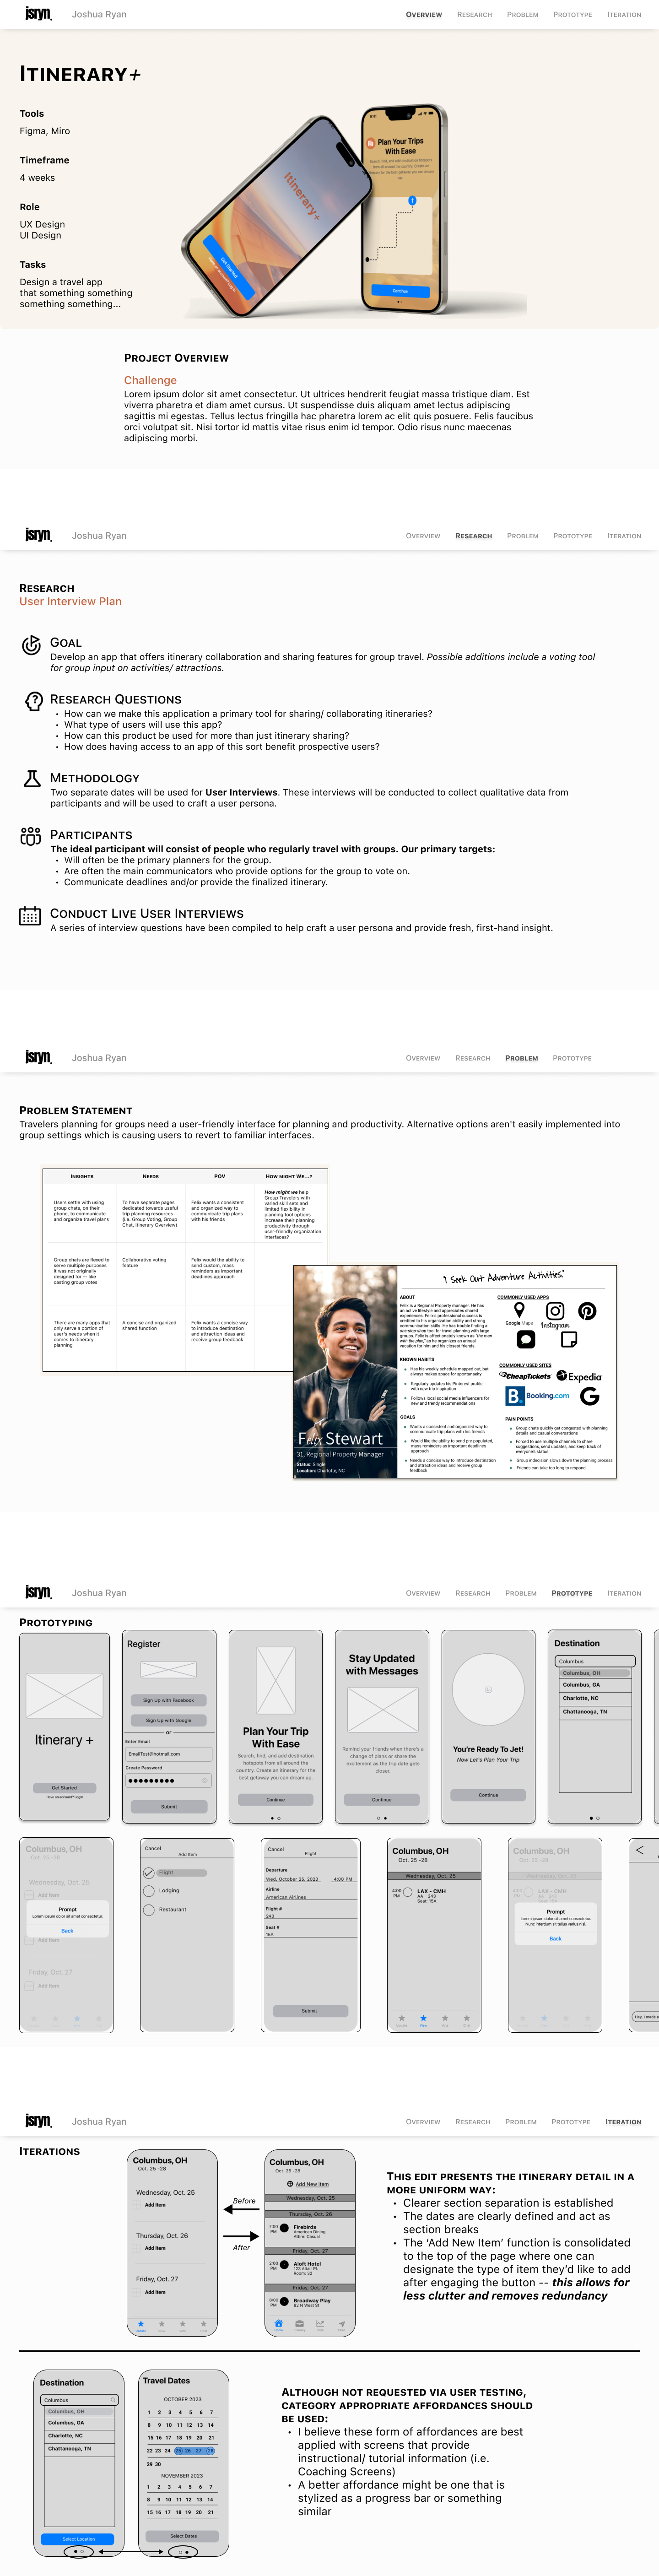 jsryn.
Joshua Ryan
OVERVIEW RESEARCH PROBLEM PROTOTYPE ITERATION
ITINERARY+
Tools
Figma, Miro
Timeframe
4 weeks
Role
UX Design
UI Design
Tasks
Design a travel app
that something something
something something...
Itinerary+
Get Started
Plan Your Trips
With Ease
Continue
PROJECT OVERVIEW
Challenge
Lorem ipsum dolor sit amet consectetur. Ut ultrices hendrerit feugiat massa tristique diam. Est
viverra pharetra et diam amet cursus. Ut suspendisse duis aliquam amet lectus adipiscing
sagittis mi egestas. Tellus lectus fringilla hac pharetra lorem ac elit quis posuere. Felis faucibus
orci volutpat sit. Nisi tortor id mattis vitae risus enim id tempor. Odio risus nunc maecenas
adipiscing morbi.
jsryn.
Joshua Ryan
OVERVIEW RESEARCH PROBLEM PROTOTYPE ITERATION
RESEARCH
User Interview Plan
GOAL
Develop an app that offers itinerary collaboration and sharing features for group travel. Possible additions include a voting tool
for group input on activities/ attractions.
RESEARCH QUESTIONS
• How can we make this application a primary tool for sharing/ collaborating itineraries?
• What type of users will use this app?
• How can this product be used for more than just itinerary sharing?
• How does having access to an app of this sort benefit prospective users?
METHODOLOGY
Two separate dates will be used for User Interviews. These interviews will be conducted to collect qualitative data from
participants and will be used to craft a user persona.
PARTICIPANTS
The ideal participant will consist of people who regularly travel with groups. Our primary targets:
• Will often be the primary planners for the group.
• Are often the main communicators who provide options for the group to vote on.
• Communicate deadlines and/or provide the finalized itinerary.
CONDUCT LIVE USER INTERVIEWS
A series of interview questions have been compiled to help craft a user persona and provide fresh, first-hand insight.
jsryn.
Joshua Ryan
OVERVIEW RESEARCH PROBLEM PROTOTYPE
PROBLEM STATEMENT
Travelers planning for groups need a user-friendly interface for planning and productivity. Alternative options aren't easily implemented into
group settings which is causing users to revert to familiar interfaces.
INSIGHTS NEEDS POV HOW MIGHT WE...?
Users settle with using
group chats, on their
phone, to communicate
and organize travel plans
To have separate pages
dedicated towards useful
trip planning resources
(i.e. Group Voting, Group
Chat, Itinerary Overview)
Felix wants a consistent
and organized way to
communicate trip plans
with his friends
How might we help
Group Travelers with
varied skill sets and
limited flexibility in
planning tool options
increase their planning
productivity through
user-friendly organization
interfaces?
Group chats are flexed to
serve multiple purposes
it was not originally
designed for -- like
casting group votes
Collaborative voting
feature
Felix would the ability to
send custom, mass
reminders as important
deadlines approach
There are many apps that
only serve a portion of
user's needs when it
comes to itinerary
planning
A concise and organized
shared function
Felix wants a concise way
to introduce destination
and attraction ideas and
receive group feedback
"I Seek Out Adventure Activities"
Felix Stewart
31, Regional Property Manager
Status: Single
Location: Charlotte, NC
ABOUT
Felix is a Regional Property manager. He has
an active lifestyle and appreciates shared
experiences. Felix's professional success is
credited to his organization ability and strong
communication skills. He has trouble finding a
one-stop app tool for travel planning with large
groups. Felix is affectionately known as "the man
with the plan" as he organizes an annual
vacation for him and his closest friends.
KNOWN HABITS
Has his weekly schedule mapped out, but
always makes space for spontaneity
Regularly updates his Pinterest profile
with new trip inspiration
Follows local social media influencers for
new and trendy recommendations
GOALS
Wants a consistent and organized way to
communicate trip plans with his friends
Would like the ability to send pre-populated,
mass reminders as important deadlines
approach
Needs a concise way to introduce destination
and attraction ideas and receive group
feedback
COMMONLY USED APPS
Google Maps
Instagram
COMMONLY USED SITES
CheapTickets
Expedia
B. Booking.com
G
PAIN POINTS
Group chats quickly get congested with planning
details and casual conversations
Forced to use multiple channels to share
suggestions, send updates, and keep track of
everyone's status
Group indecision slows down the planning process
Friends can take too long to respond
jsryn.
Joshua Ryan
OVERVIEW RESEARCH PROBLEM PROTOTYPE ITERATION
PROTOTYPING
Itinerary +
Get Started
Have an account? Login
Register
Sign Up with Facebook
Sign Up with Google
or
Enter Email
EmailTest@hotmail.com
Create Password
Submit
Plan Your Trip
With Ease
Search, find, and add destination
hotspots from all around the
country. Create an itinerary for the
best getaway you can dream up.
Continue
Stay Updated
with Messages
Remind your friends when there's a
change of plans or share the
excitement as the trip date gets
closer.
Continue
You're Ready To Jet!
Now Let's Plan Your Trip
Continue
Destination
Columbus
Columbus, OH
Columbus, GA
Charlotte, NC
Chattanooga, TN
Columbus, OH
Oct. 25 -28
Wednesday, Oct. 25
Add Item
Prompt
Lorem ipsum dolor sit amet consectetur.
Back
Add Item
Friday, Oct. 27
Add Item
Cancel
Add Item
Flight
Lodging
Restaurant
Cancel
Flight
Departure
Wed, October 25, 2023 4:00 PM
Airline
American Airlines
Flight #
243
Seat #
15A
Submit
Columbus, OH
Oct. 25 -28
Wednesday, Oct. 25
4:00
PM
LAX - CMH
AA 243
Seat: 15A
Columbus, OH
Oct. 25 -28
Wednesday, Oct. 25
LAX - CMH
Prompt
Lorem ipsum dolor sit amet consectetur.
Nunc interdum sit tellus varius nisi.
Back
jsryn.
Joshua Ryan
OVERVIEW RESEARCH PROBLEM PROTOTYPE ITERATION
ITERATIONS
Columbus, OH
Oct. 25 -28
Wednesday, Oct. 25
Add Item
Thursday, Oct. 26
Add Item
Friday, Oct. 27
Add Item
Before
After
Columbus, OH
Oct. 25 -28
Add New Item
Wednesday, Oct. 25
Thursday, Oct. 26
7:00
PM
Firebirds
American Dining
Attire: Casual
Friday, Oct. 27
2:00
PM
Aloft Hotel
123 Altair Pl.
Room: 32
Friday, Oct. 27
8:00
PM
Broadway Play
82 N West St
THIS EDIT PRESENTS THE ITINERARY DETAIL IN A
MORE UNIFORM WAY:
• Clearer section separation is established
• The dates are clearly defined and act as
section breaks
• The 'Add New Item' function is consolidated
to the top of the page where one can
designate the type of item they'd like to add
after engaging the button -- this allows for
less clutter and removes redundancy
Destination
Columbus
Columbus, OH
Columbus, GA
Charlotte, NC
Chattanooga, TN
Select Location
Travel Dates
OCTOBER 2023
1 2 3 4 5 6 7
8 9 10 11 12 13 14
15 16 17 18 19 20 21
22 23 24 25 26 27 28
29 30
NOVEMBER 2023
1 2 3 4 5 6 7
8 9 10 11 12 13 14
15 16 17 18 19 20 21
Select Dates
ALTHOUGH NOT REQUESTED VIA USER TESTING,
CATEGORY APPROPRIATE AFFORDANCES SHOULD
BE USED:
• I believe these form of affordances are best
applied with screens that provide
instructional/ tutorial information (i.e.
Coaching Screens)
• A better affordance might be one that is
stylized as a progress bar or something
similar